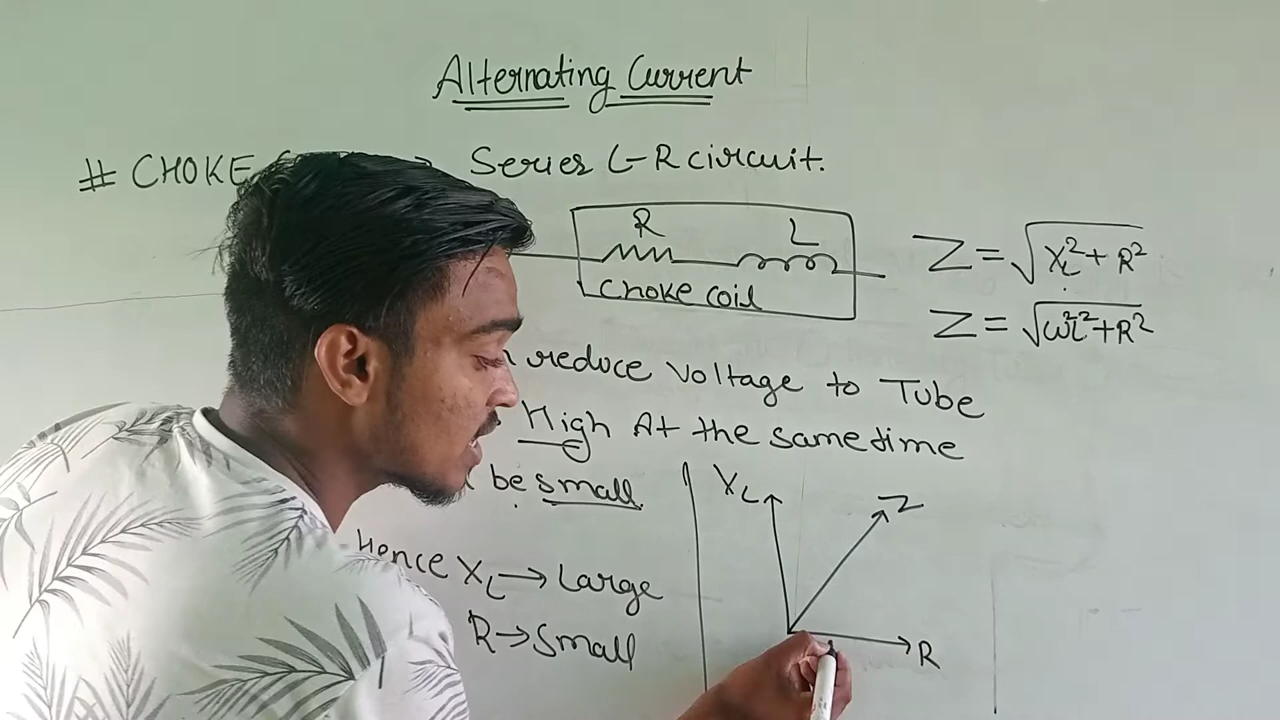 Alternating Current
# CHOKE → Series L-R circuit.
R L
choke coil
Z = √X_L² + R²
Z = √ω²L² + R²
reduce voltage to Tube
High At the same time
be small.
Hence X_L → Large
R → Small
X_L Z
R